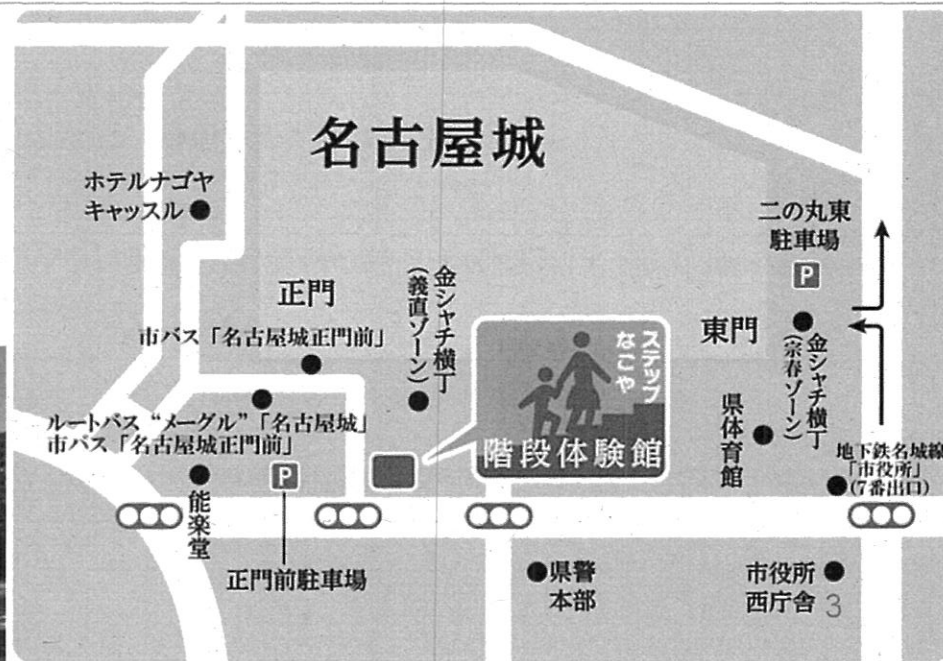 名古屋城
ホテルナゴヤ
キャッスル
二の丸東
駐車場
P
正門
金シャチ横丁
(義直ゾーン)
市バス「名古屋城正門前」
ステップ
なごや
階段体験館
東門
金シャチ横丁
(宗春ゾーン)
県体育館
ルートバス“メーグル”「名古屋城」
市バス「名古屋城正門前」
地下鉄名城線
「市役所」
(7番出口)
能楽堂
P
正門前駐車場
県警
本部
市役所
西庁舎
3